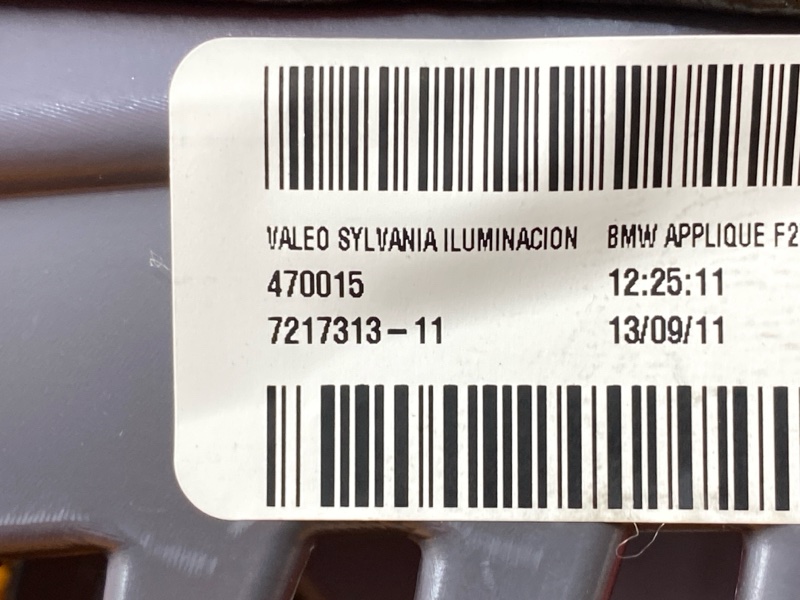 VALEO SYLVANIA ILUMINACION BMW APPLIQUE F2
470015 12:25:11
7217313-11 13/09/11